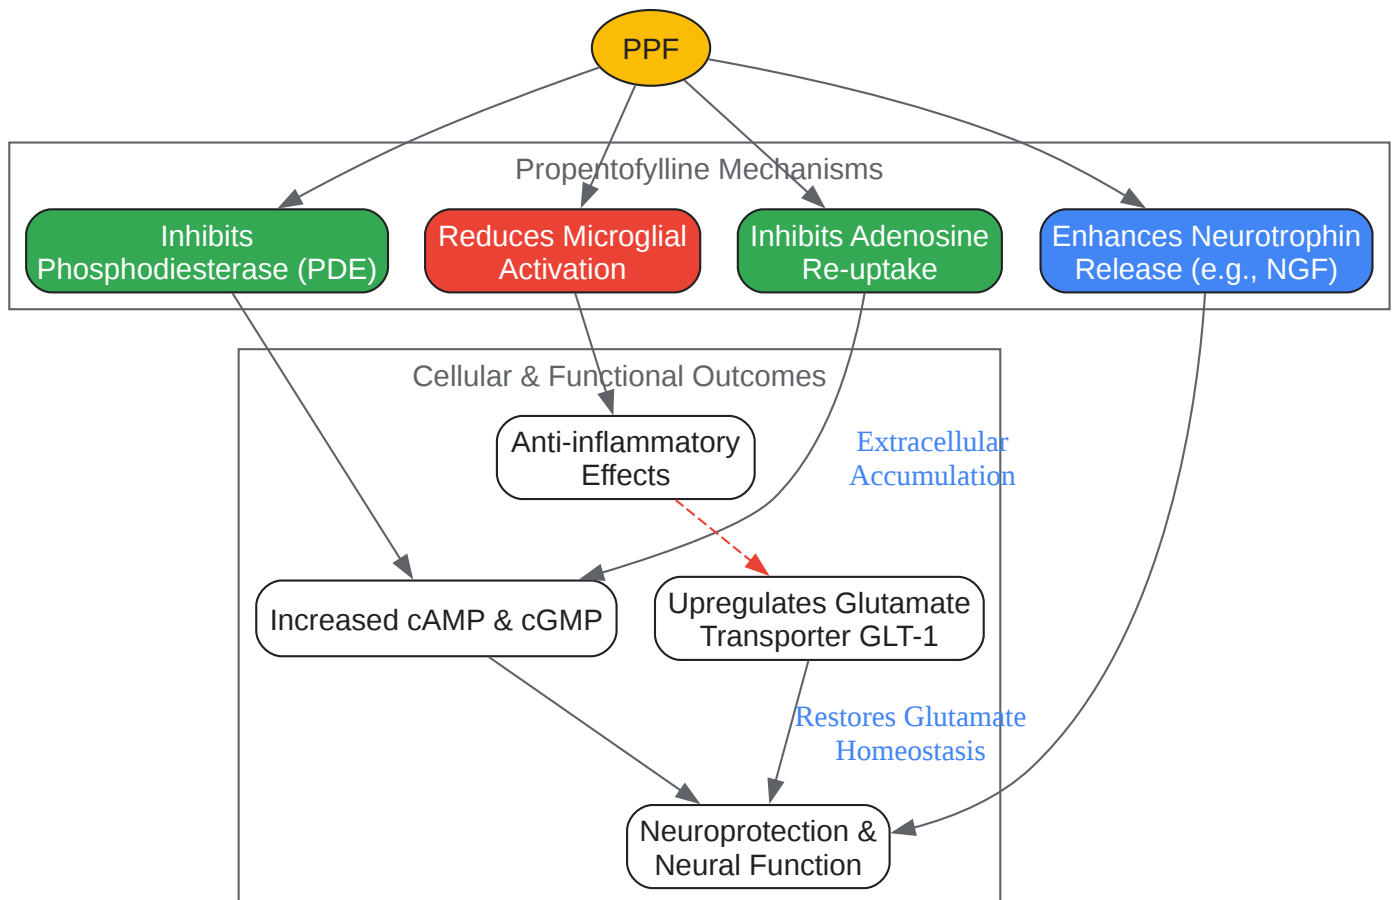 PPF
Propentofylline Mechanisms
Inhibits
Phosphodiesterase (PDE)
Reduces Microglial
Activation
Inhibits Adenosine
Re-uptake
Enhances Neurotrophin
Release (e.g., NGF)
Cellular & Functional Outcomes
Anti-inflammatory
Effects
Extracellular
Accumulation
Increased cAMP & cGMP
Upregulates Glutamate
Transporter GLT-1
Restores Glutamate
Homeostasis
Neuroprotection &
Neural Function